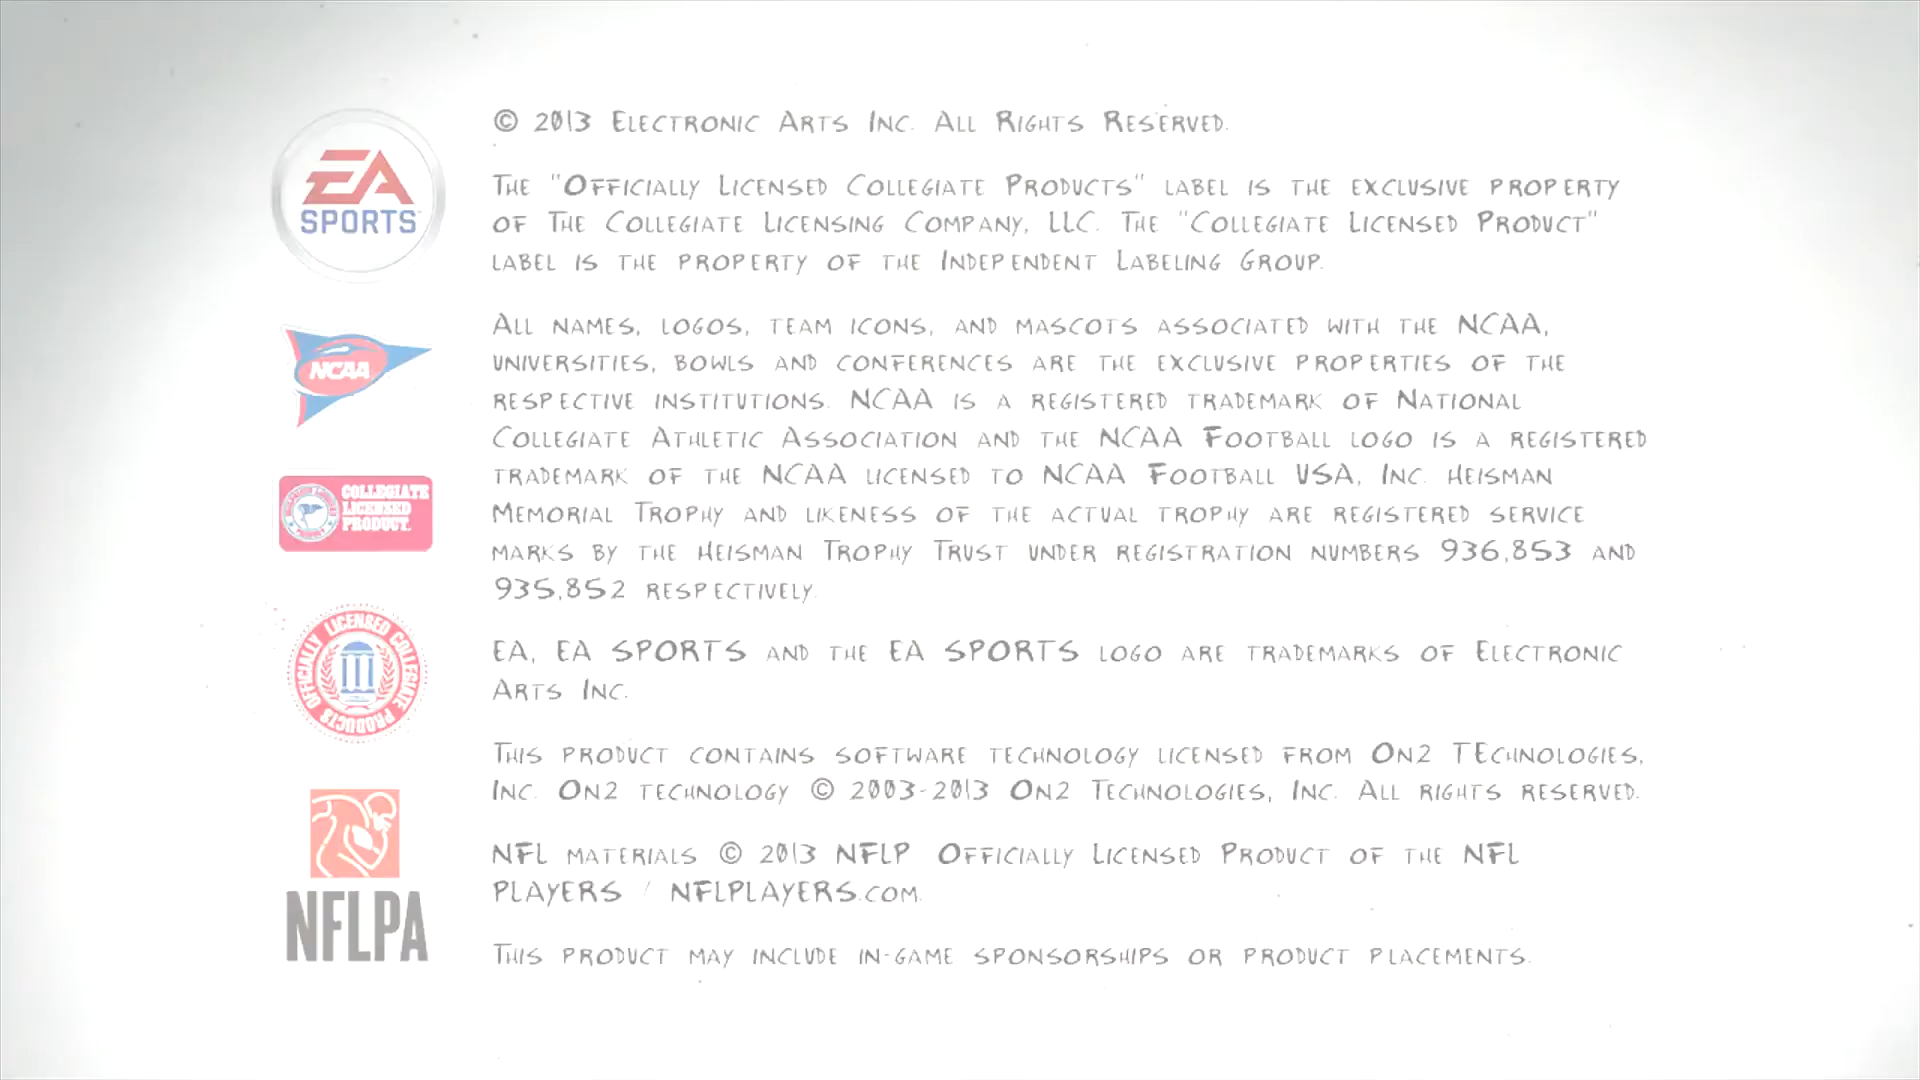 EA
SPORTS
© 2013 Electronic Arts Inc. All Rights Reserved.
The "Officially Licensed Collegiate Products" label is the exclusive property
of The Collegiate Licensing Company, LLC. The "Collegiate Licensed Product"
label is the property of the Independent Labeling Group.
NCAA
All names, logos, team icons, and mascots associated with the NCAA,
universities, bowls and conferences are the exclusive properties of the
respective institutions. NCAA is a registered trademark of National
Collegiate Athletic Association and the NCAA Football logo is a registered
trademark of the NCAA licensed to NCAA Football USA, Inc. Heisman
Memorial Trophy and likeness of the actual trophy are registered service
marks by the Heisman Trophy Trust under registration numbers 936,853 and
935,852 respectively.
COLLEGIATE
LICENSED
PRODUCT.
OFFICIALLY LICENSED COLLEGIATE PRODUCTS
EA, EA SPORTS and the EA SPORTS logo are trademarks of Electronic
Arts Inc.
This product contains software technology licensed from On2 TEchnologies,
Inc. On2 technology © 2003-2013 On2 Technologies, Inc. All rights reserved.
NFLPA
NFL materials © 2013 NFLP Officially Licensed Product of the NFL
PLAYERS / NFLPLAYERS.com.
This product may include in-game sponsorships or product placements.